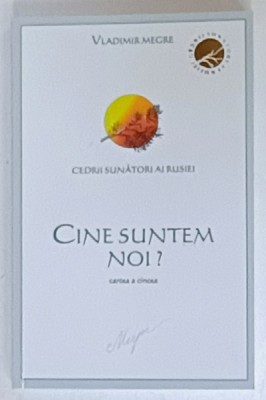 VLADIMIR MEGRE
CEDRII SUNĂTORI AI RUSIEI
CINE SUNTEM
NOI ?
cartea a cincea